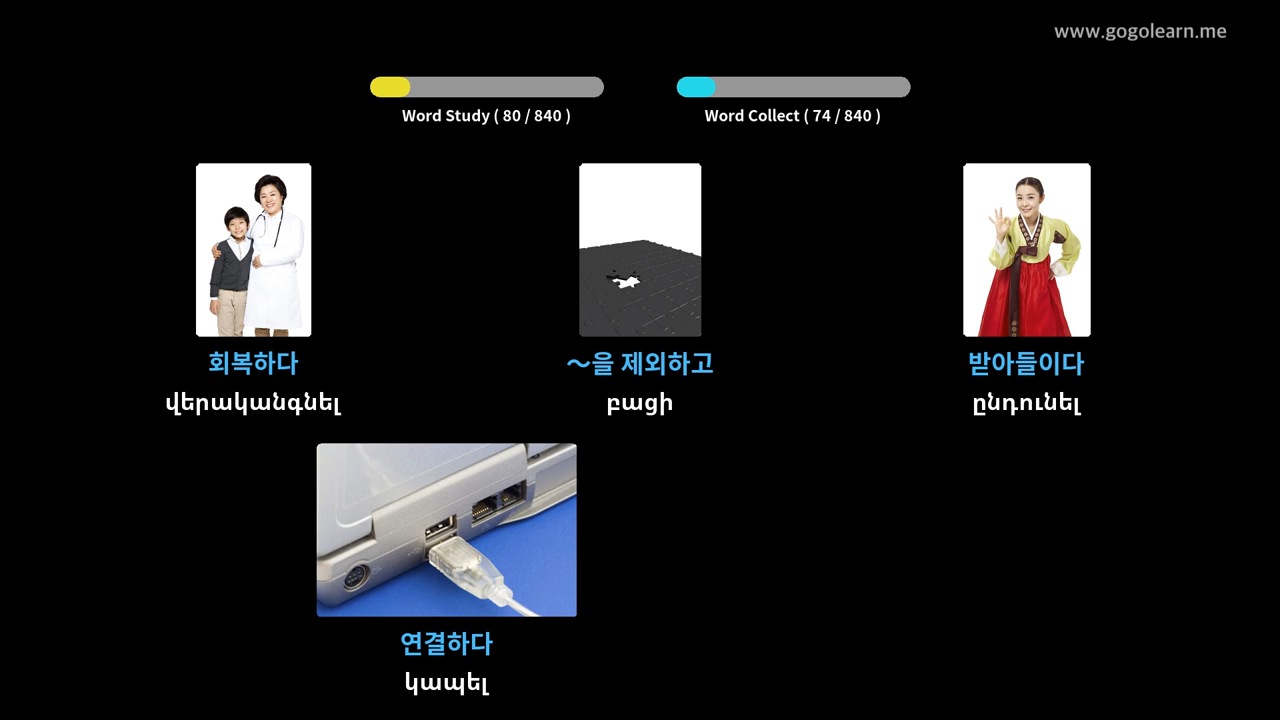 www.gogolearn.me
Word Study ( 80 / 840 )
Word Collect ( 74 / 840 )
회복하다
վերականգնել
～을 제외하고
բացի
받아들이다
ընդունել
연결하다
կապել